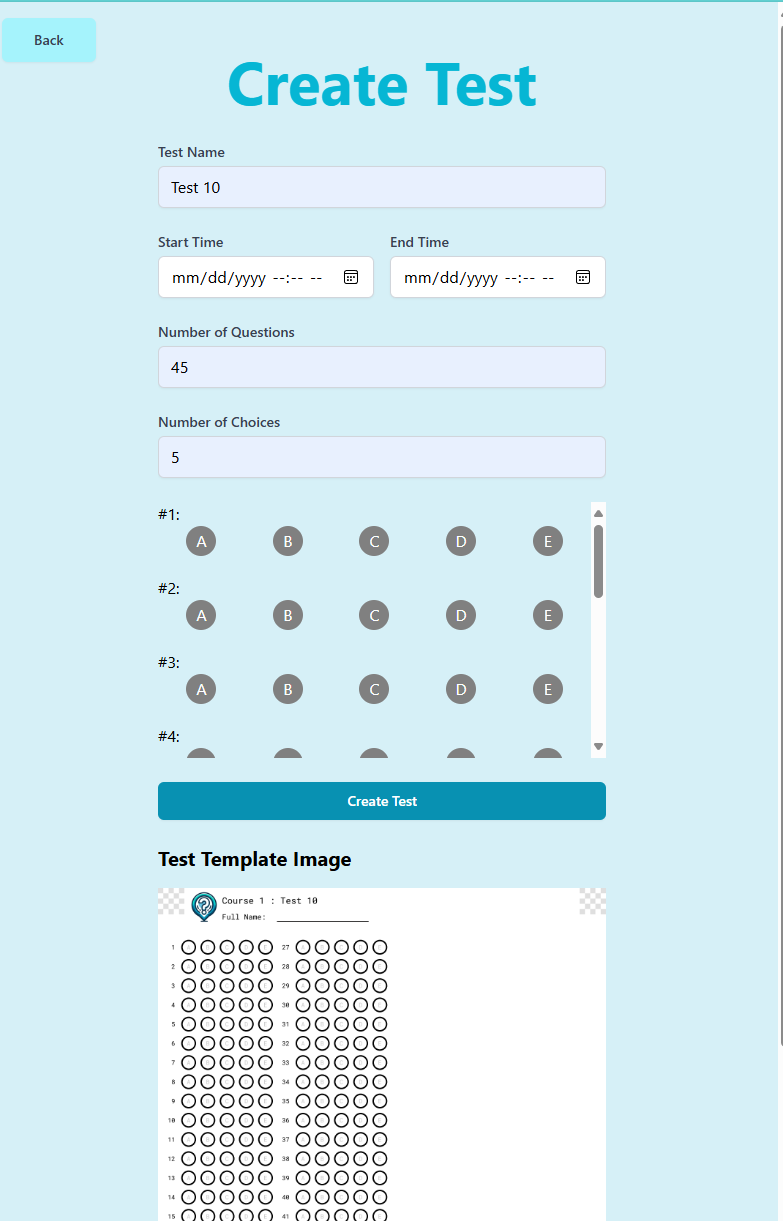 Back
Create Test
Test Name
Test 10
Start Time End Time
mm/dd/yyyy --:-- -- mm/dd/yyyy --:-- --
Number of Questions
45
Number of Choices
5
#1:
A B C D E
#2:
A B C D E
#3:
A B C D E
#4:
Create Test
Test Template Image
Course 1 : Test 10
Full Name:
1 27
2 28
3 29
4 30
5 31
6 32
7 33
8 34
9 35
10 36
11 37
12 38
13 39
14 40
15 41